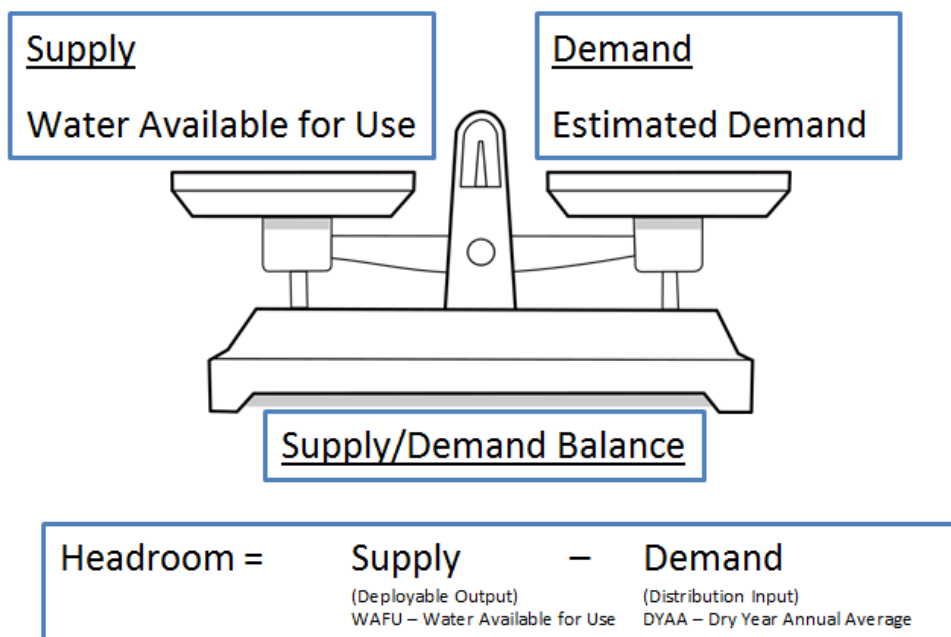 Supply
Water Available for Use
Demand
Estimated Demand
Supply/Demand Balance
Headroom = Supply – Demand
(Deployable Output) (Distribution Input)
WAFU – Water Available for Use DYAA – Dry Year Annual Average